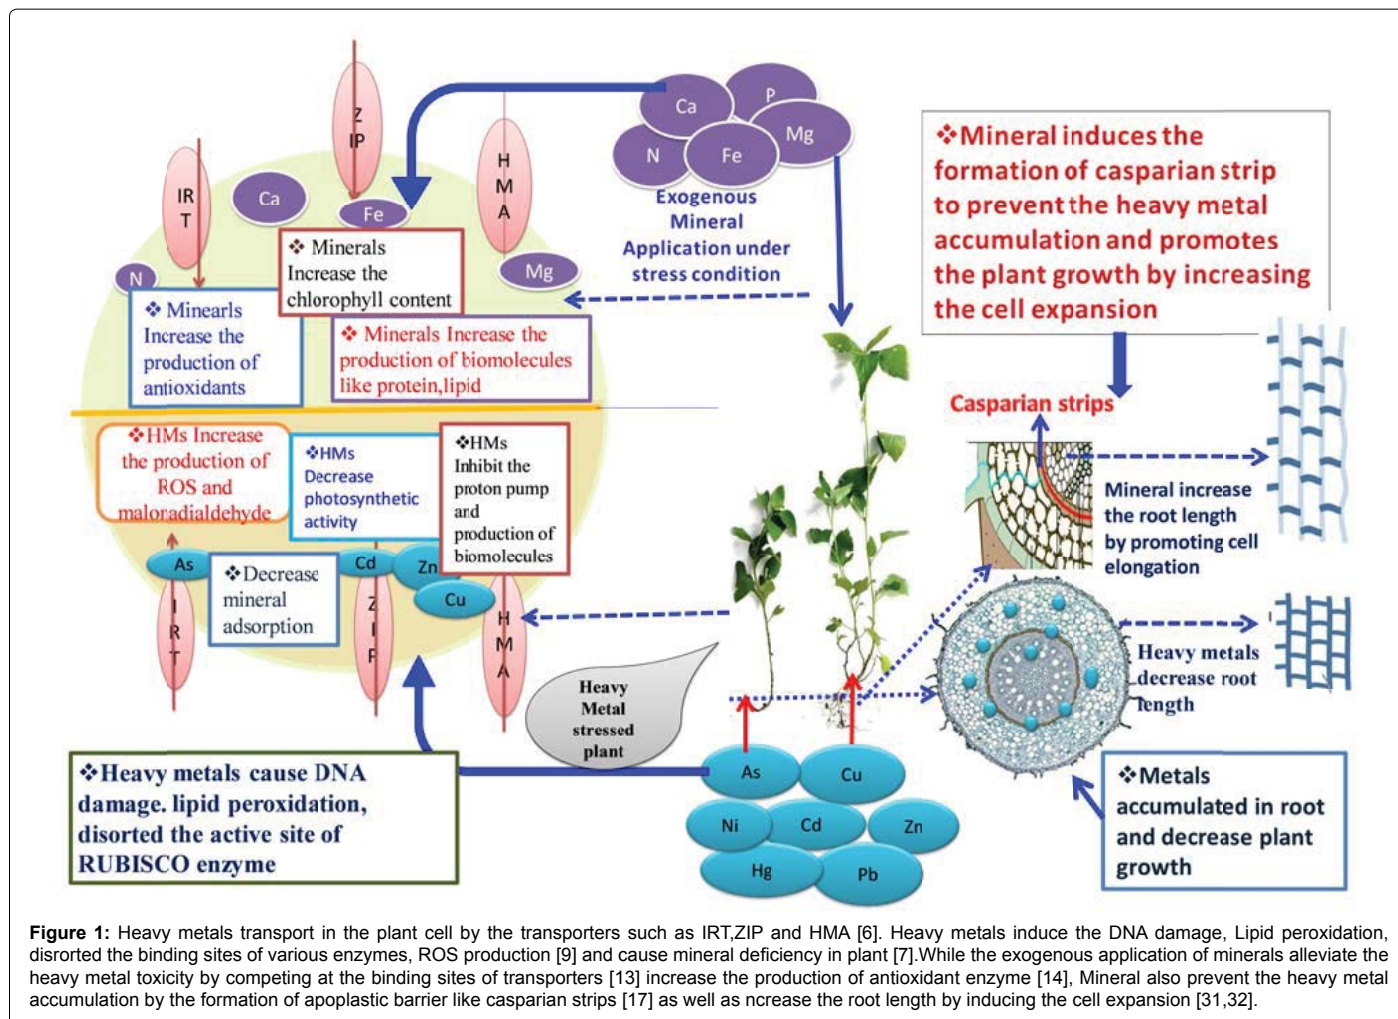 Z
IP
IR
T
H
M
A
Ca
Fe
N
Mg
Ca
P
Mg
N
Fe
Exogenous
Mineral
Application under
stress condition
❖ Minerals
Increase the
chlorophyll content
❖ Minearls
Increase the
production of
antioxidants
❖ Minerals Increase the
production of biomolecules
like protein,lipid
❖Mineral induces the
formation of casparian strip
to prevent the heavy metal
accumulation and promotes
the plant growth by increasing
the cell expansion
Casparian strips
Mineral increase
the root length
by promoting cell
elongation
❖HMs Increase
the production of
ROS and
malonadialdehyde
❖HMs
Decrease
photosynthetic
activity
❖HMs
Inhibit the
proton pump
and
production of
biomolecules
As
Cd
Zn
Cu
❖Decrease
mineral
adsorption
I
R
T
Z
I
P
H
M
A
Heavy
Metal
stressed
plant
Heavy metals
decrease root
length
❖Heavy metals cause DNA
damage. lipid peroxidation,
disorted the active site of
RUBISCO enzyme
As
Cu
Ni
Cd
Zn
Hg
Pb
❖Metals
accumulated in root
and decrease plant
growth
Figure 1: Heavy metals transport in the plant cell by the transporters such as IRT,ZIP and HMA [6]. Heavy metals induce the DNA damage, Lipid peroxidation,
disorted the binding sites of various enzymes, ROS production [9] and cause mineral deficiency in plant [7].While the exogenous application of minerals alleviate the
heavy metal toxicity by competing at the binding sites of transporters [13] increase the production of antioxidant enzyme [14], Mineral also prevent the heavy metal
accumulation by the formation of apoplastic barrier like casparian strips [17] as well as ncrease the root length by inducing the cell expansion [31,32].